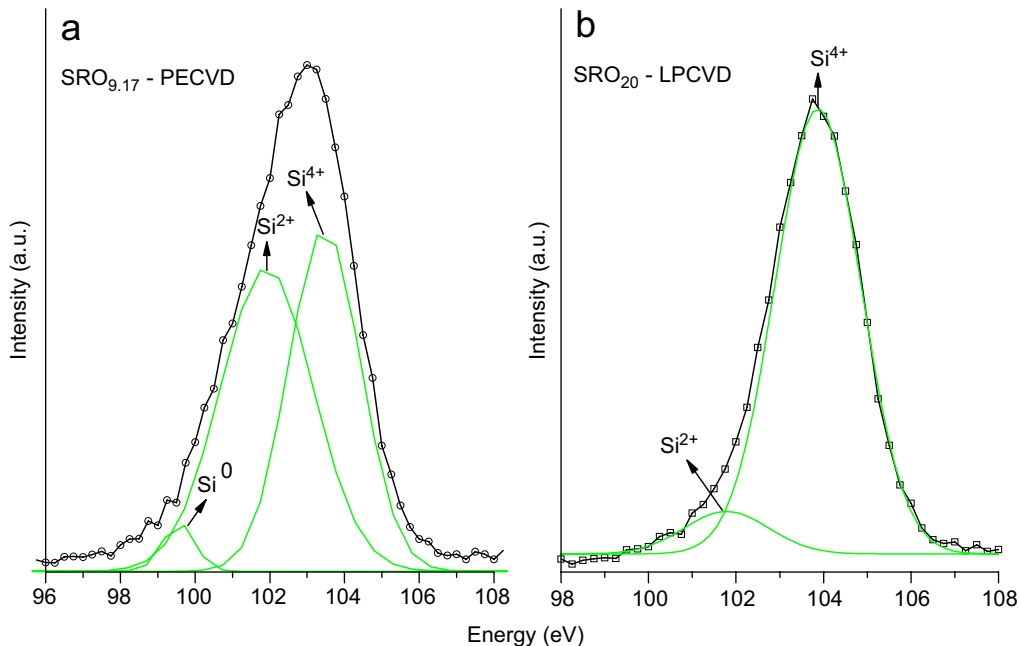 a
SRO9.17 - PECVD
Si4+
Si2+
Si0
Intensity (a.u.)
96 98 100 102 104 106 108
b
SRO20 - LPCVD
Si4+
Si2+
Intensity (a.u.)
98 100 102 104 106 108
Energy (eV)